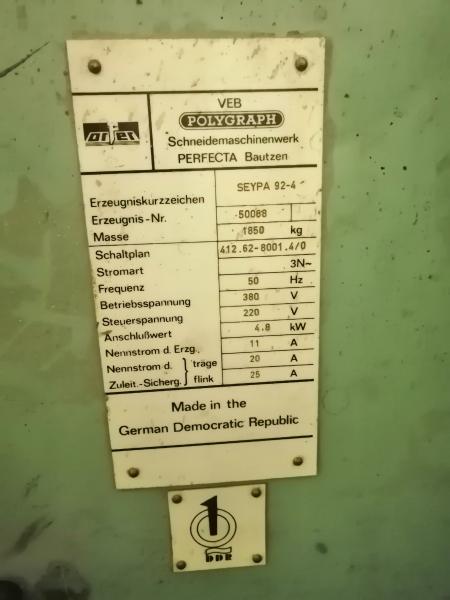 VEB
POLYGRAPH
Schneidemaschinenwerk
PERFECTA Bautzen
Erzeugniskurzzeichen SEYPA 92-4
Erzeugnis-Nr. 50088
Masse 1850 kg
Schaltplan 412.62-8001.4/0
Stromart 3N~
Frequenz 50 Hz
Betriebsspannung 380 V
Steuerspannung 220 V
Anschlußwert 4.8 kW
Nennstrom d. Erzg. 11 A
Nennstrom d. } träge 20 A
Zuleit.-Sicherg. } flink 25 A
Made in the
German Democratic Republic
1
DDR